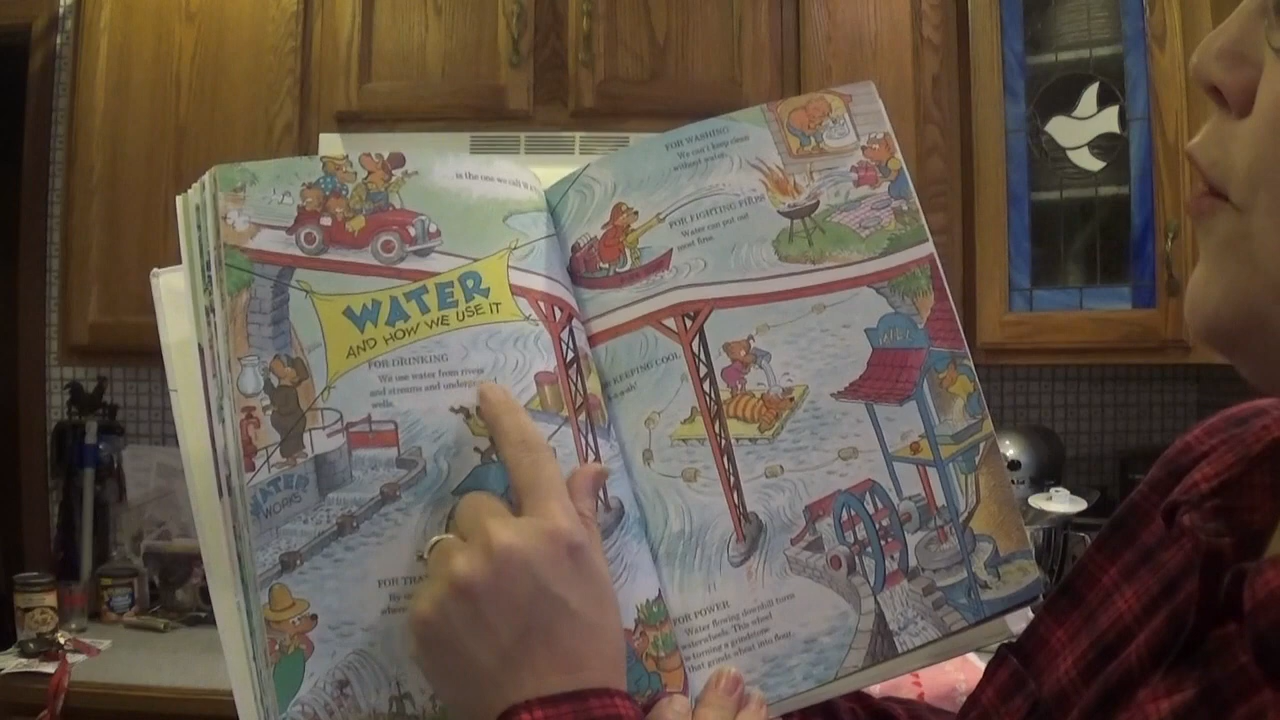 is the one we call
WATER
AND HOW WE USE IT
FOR DRINKING
We use water from rivers
and streams and
wells.
WATER
WORKS
FOR
FOR WASHING
We can't keep clean
without water.
FOR FIGHTING FIRES
Water can put out
most fires.
KEEPING COOL
MILL
FOR POWER
Water flowing downhill turns
waterwheels. This wheel
is turning a grindstone
that grinds wheat into flour.